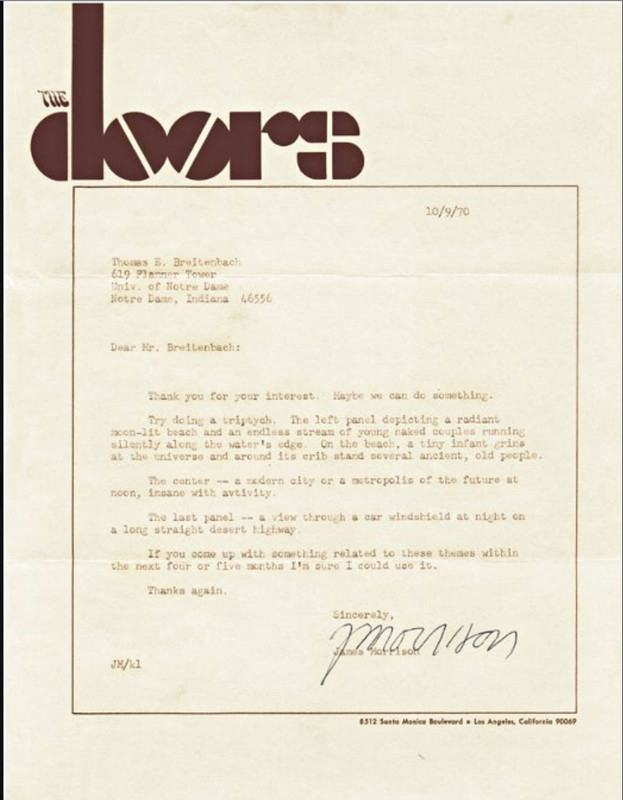 THE
doors
10/9/70
Thomas E. Breitenbach
619 Flanner Tower
Univ. of Notre Dame
Notre Dame, Indiana 46556
Dear Mr. Breitenbach:
Thank you for your interest. Maybe we can do something.
Try doing a triptych. The left panel depicting a radiant
moon-lit beach and an endless stream of young naked couples running
silently along the water's edge. On the beach, a tiny infant grins
at the universe and around its crib stand several ancient, old people.
The center -- a modern city or a metropolis of the future at
noon, insane with avtivity.
The last panel -- a view through a car windshield at night on
a long straight desert highway.
If you come up with something related to these themes within
the next four or five months I'm sure I could use it.
Thanks again.
Sincerely,
JMorrison
James Morrison
JM/kl
8512 Santa Monica Boulevard • Los Angeles, California 90069